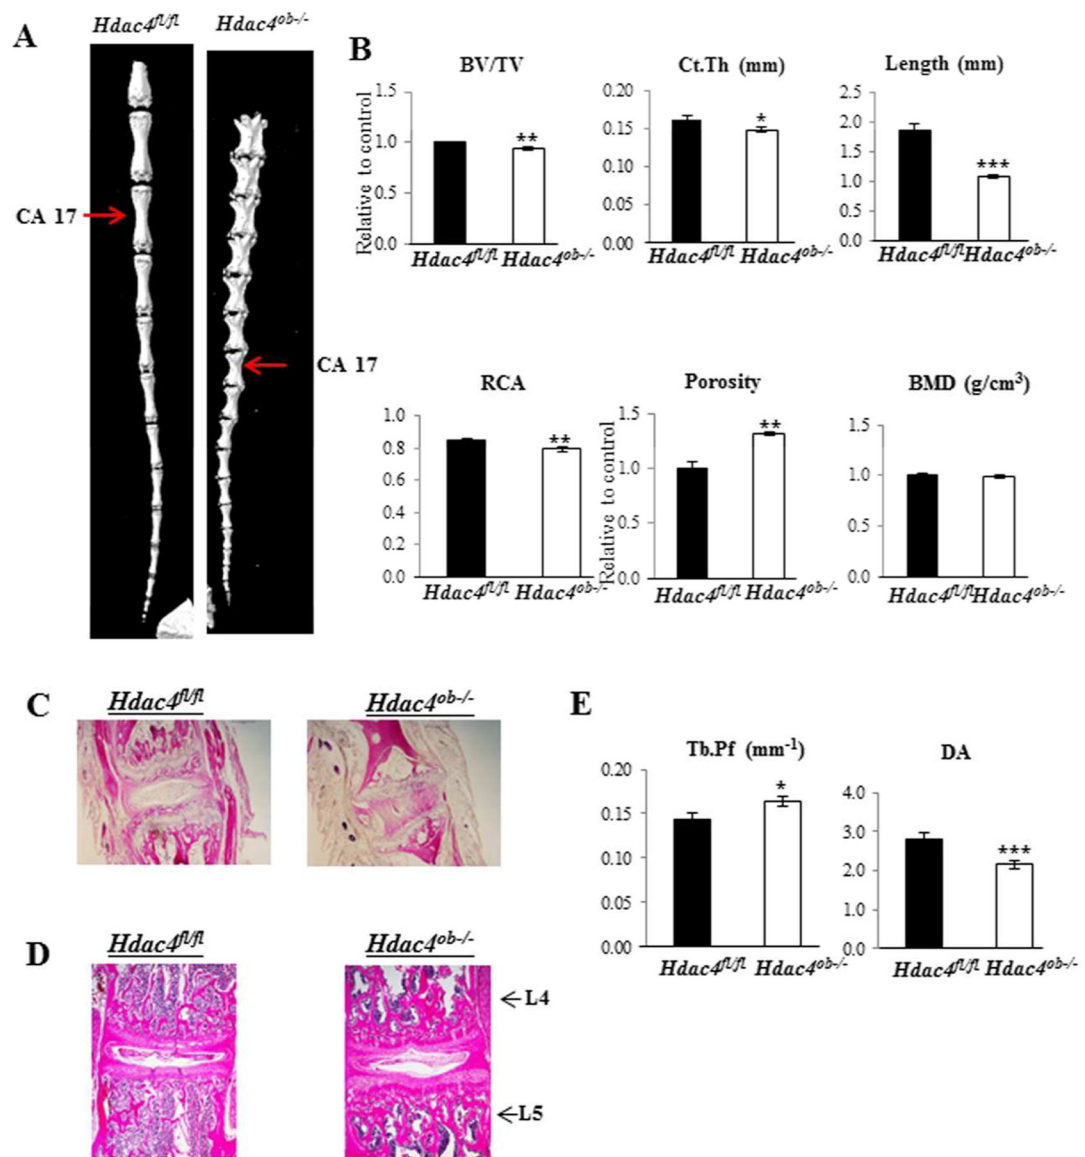 A
Hdac4fl/fl
Hdac4ob-/-
CA 17
CA 17
B
BV/TV
Relative to control
1.5
1.0
0.5
0.0
**
Hdac4fl/fl Hdac4ob-/-
Ct.Th (mm)
0.20
0.15
0.10
0.05
0.00
*
Hdac4fl/fl Hdac4ob-/-
Length (mm)
2.5
2.0
1.5
1.0
0.5
0.0
***
Hdac4fl/fl Hdac4ob-/-
RCA
1.0
0.8
0.6
0.4
0.2
0.0
**
Hdac4fl/fl Hdac4ob-/-
Porosity
Relative to control
1.5
1.0
0.5
0.0
**
Hdac4fl/fl Hdac4ob-/-
BMD (g/cm3)
1.5
1.0
0.5
0.0
Hdac4fl/fl Hdac4ob-/-
C
Hdac4fl/fl
Hdac4ob-/-
D
Hdac4fl/fl
Hdac4ob-/-
L4
L5
E
Tb.Pf (mm-1)
0.20
0.15
0.10
0.05
0.00
*
Hdac4fl/fl Hdac4ob-/-
DA
4.0
3.0
2.0
1.0
0.0
***
Hdac4fl/fl Hdac4ob-/-